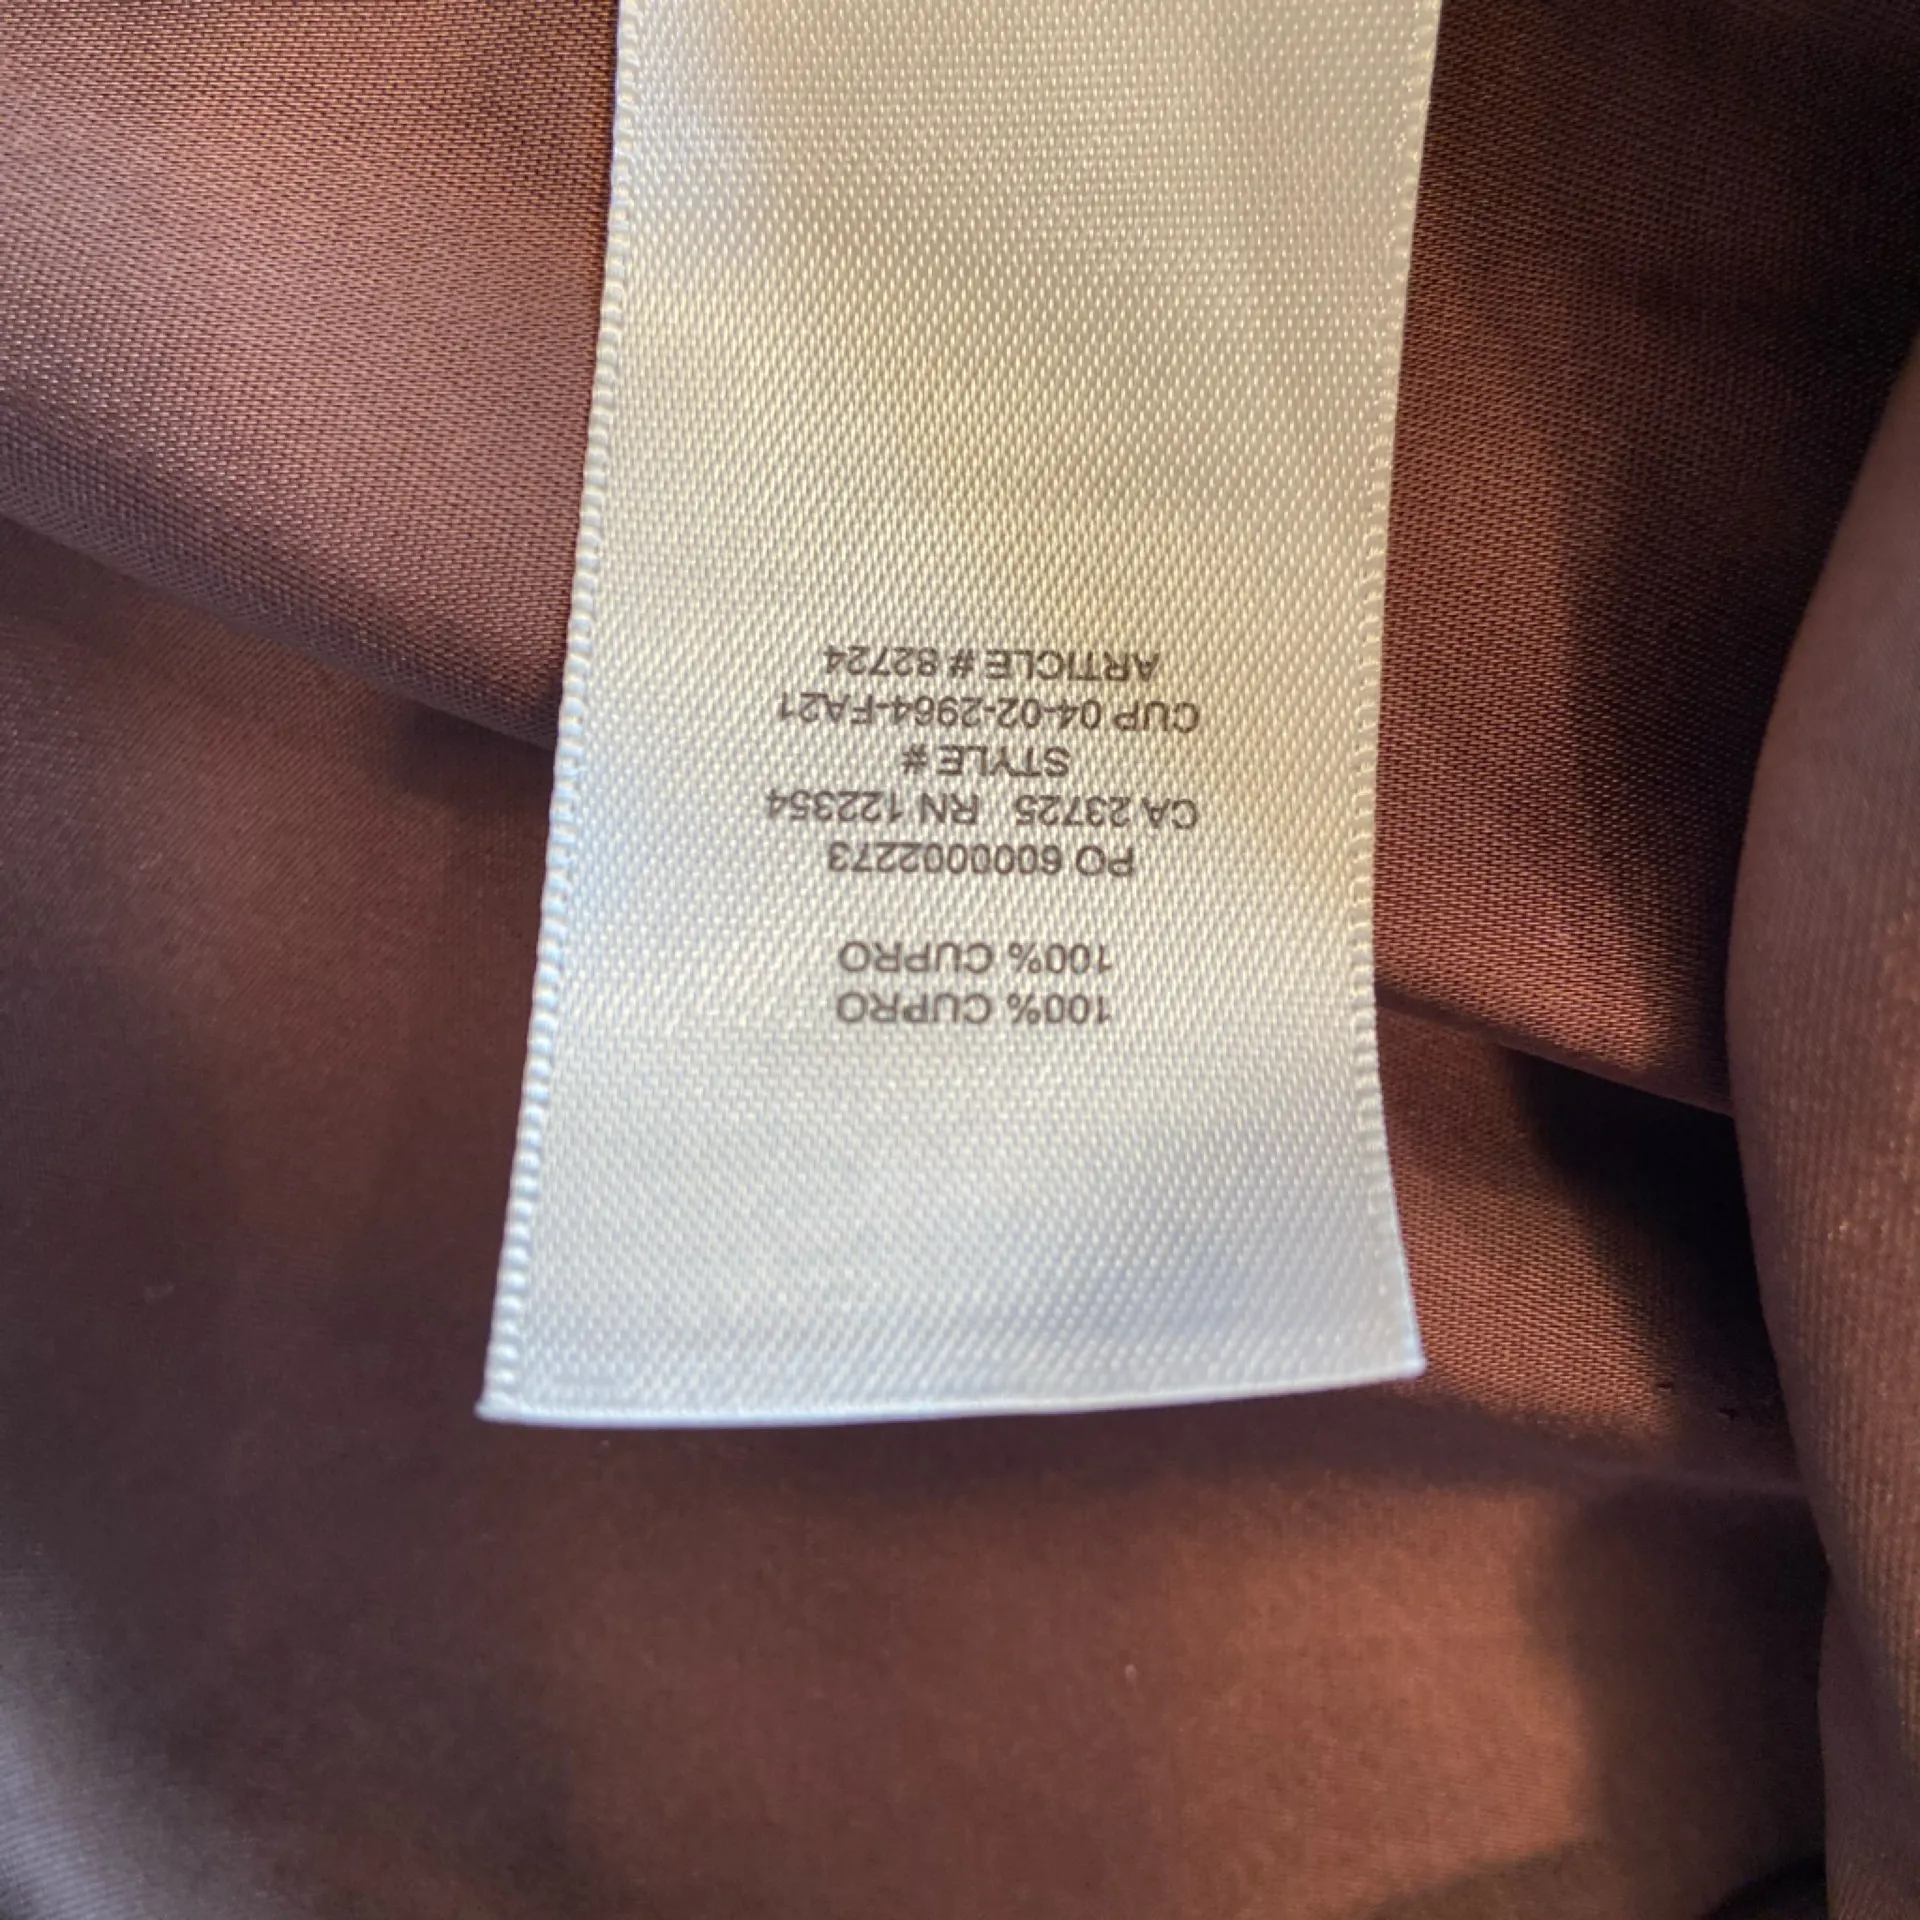 100% CUPRO
100% CUPRO
PO 6000002273
CA 23725 RN 122354
STYLE #
CUP 04-02-2964-FA21
ARTICLE # 82724